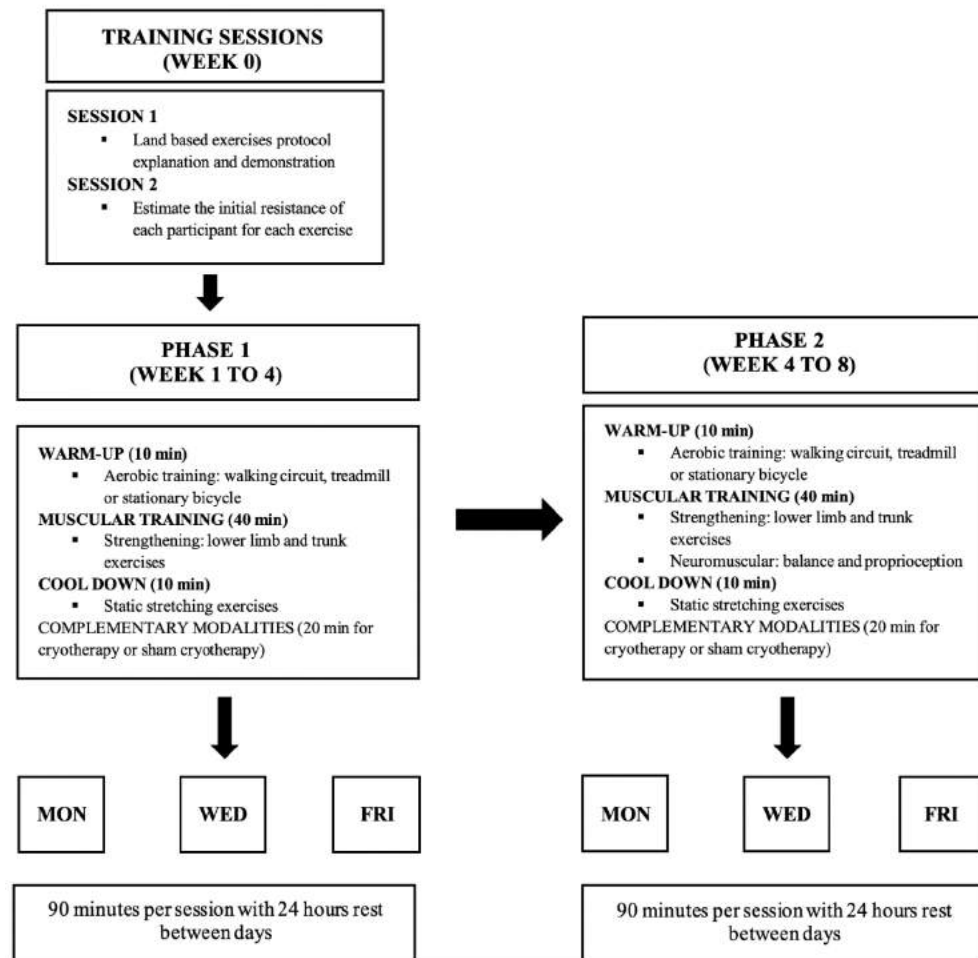 TRAINING SESSIONS
(WEEK 0)
SESSION 1
▪ Land based exercises protocol
explanation and demonstration
SESSION 2
▪ Estimate the initial resistance of
each participant for each exercise
PHASE 1
(WEEK 1 TO 4)
WARM-UP (10 min)
▪ Aerobic training: walking circuit, treadmill
or stationary bicycle
MUSCULAR TRAINING (40 min)
▪ Strengthening: lower limb and trunk
exercises
COOL DOWN (10 min)
▪ Static stretching exercises
COMPLEMENTARY MODALITIES (20 min for
cryotherapy or sham cryotherapy)
MON WED FRI
90 minutes per session with 24 hours rest
between days
PHASE 2
(WEEK 4 TO 8)
WARM-UP (10 min)
▪ Aerobic training: walking circuit, treadmill
or stationary bicycle
MUSCULAR TRAINING (40 min)
▪ Strengthening: lower limb and trunk
exercises
▪ Neuromuscular: balance and proprioception
COOL DOWN (10 min)
▪ Static stretching exercises
COMPLEMENTARY MODALITIES (20 min for
cryotherapy or sham cryotherapy)
MON WED FRI
90 minutes per session with 24 hours rest
between days